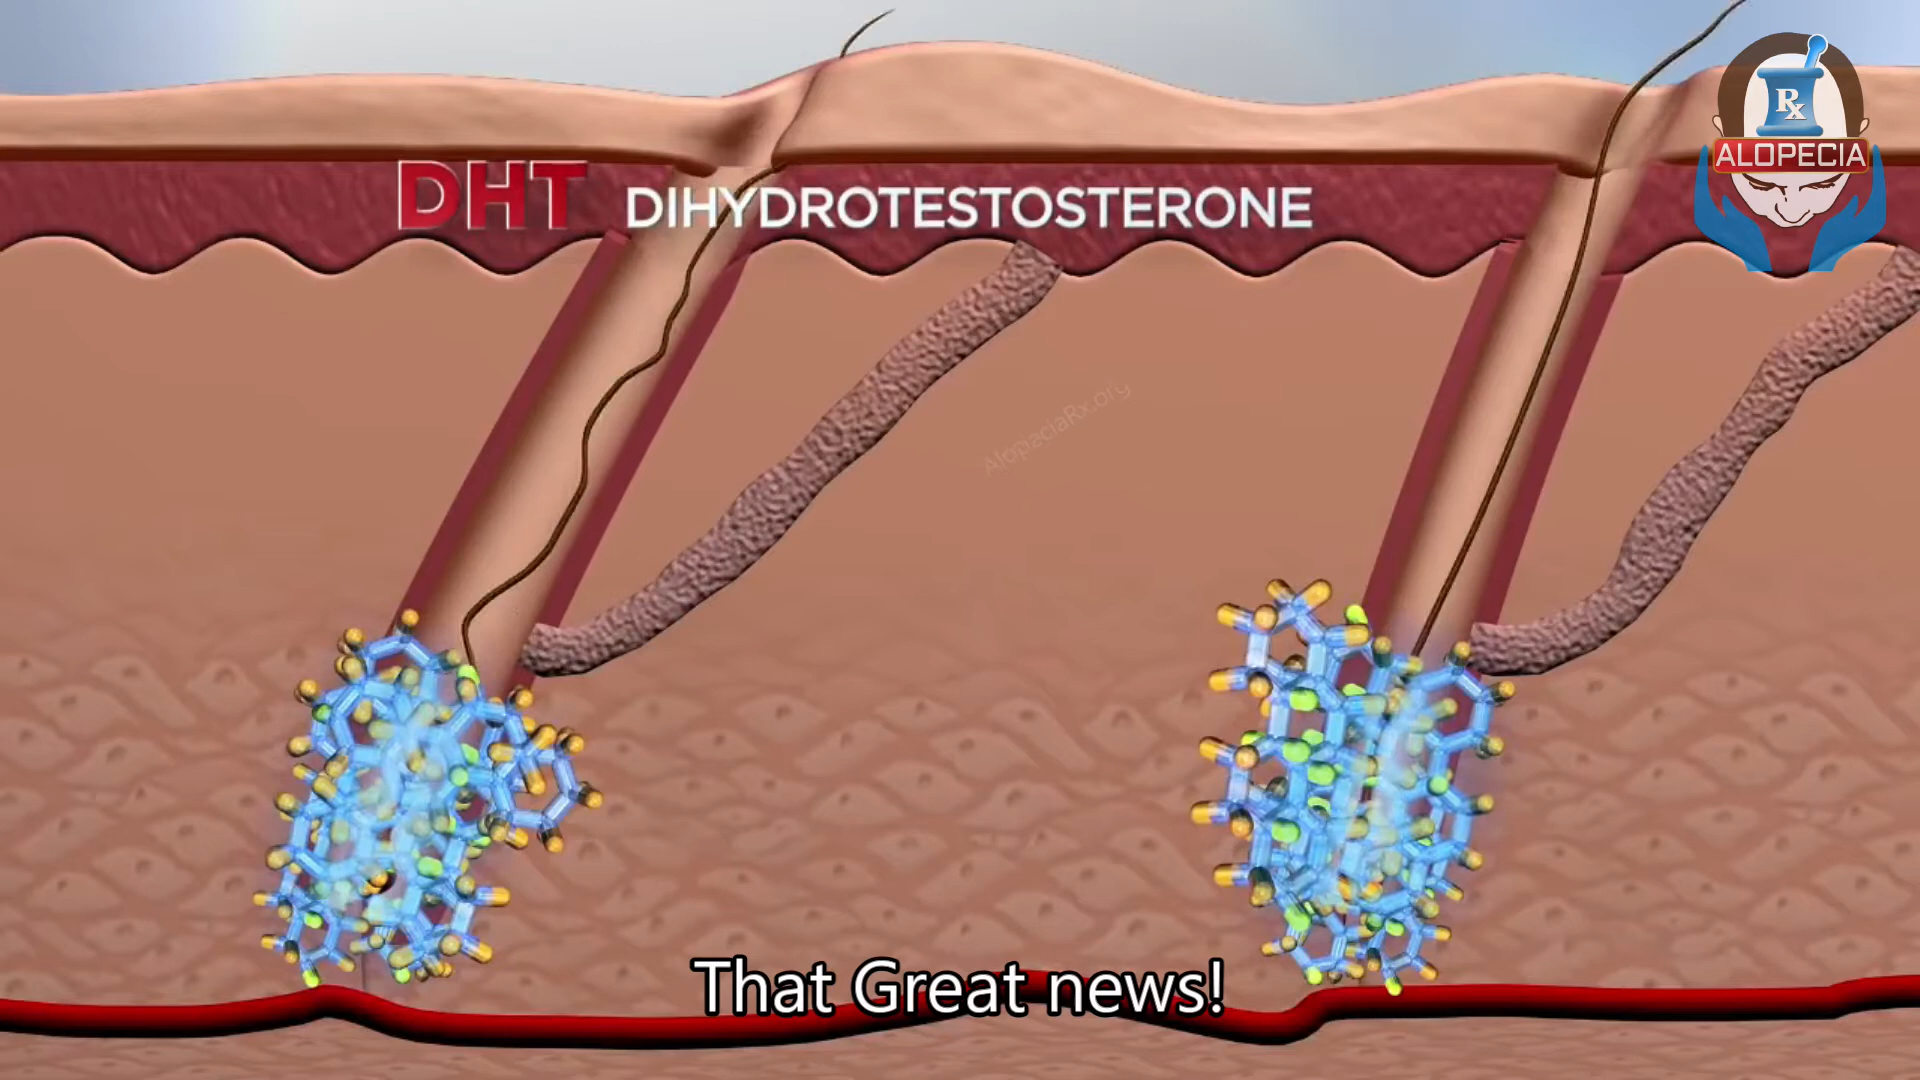 Rx
ALOPECIA
DHT DIHYDROTESTOSTERONE
AlopeciaRx.org
That Great news!